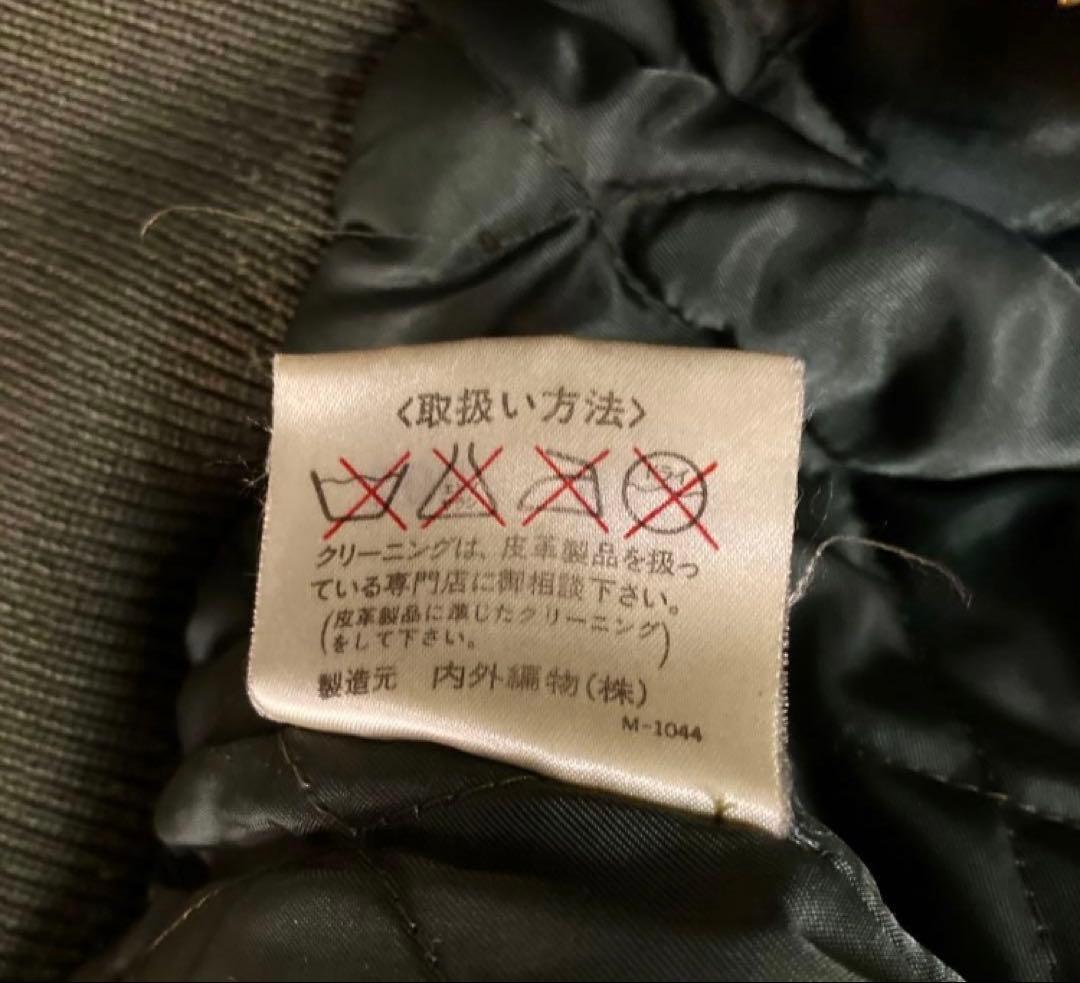 〈取扱い方法〉
クリーニングは、皮革製品を扱っ
ている専門店に御相談下さい。
(皮革製品に準じたクリーニング
をして下さい。)
製造元 内外編物(株)
M-1044